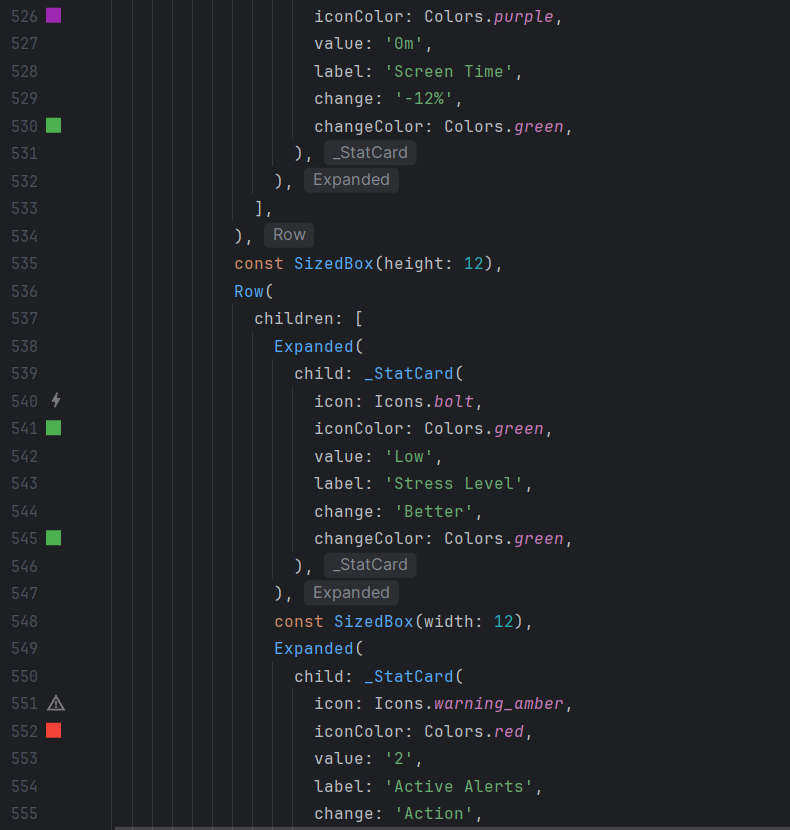 526 iconColor: Colors.purple,
527 value: '0m',
528 label: 'Screen Time',
529 change: '-12%',
530 changeColor: Colors.green,
531 ), _StatCard
532 ), Expanded
533 ],
534 ), Row
535 const SizedBox(height: 12),
536 Row(
537 children: [
538 Expanded(
539 child: _StatCard(
540 icon: Icons.bolt,
541 iconColor: Colors.green,
542 value: 'Low',
543 label: 'Stress Level',
544 change: 'Better',
545 changeColor: Colors.green,
546 ), _StatCard
547 ), Expanded
548 const SizedBox(width: 12),
549 Expanded(
550 child: _StatCard(
551 icon: Icons.warning_amber,
552 iconColor: Colors.red,
553 value: '2',
554 label: 'Active Alerts',
555 change: 'Action',